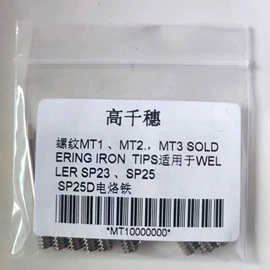 高千穗
螺纹MT1 、MT2.，MT3 SOLD
ERING IRON  TIPS适用于WEL
LER SP23 、SP25
SP25D电烙铁
*MT10000000*